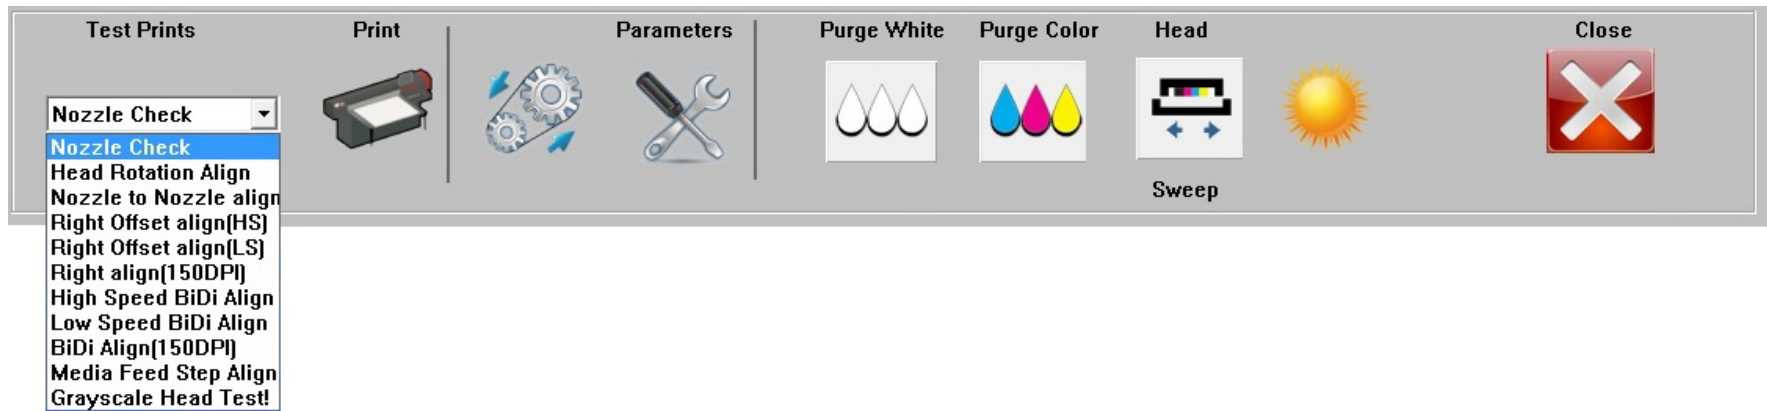 Test Prints
Print
Parameters
Purge White
Purge Color
Head
Close
Nozzle Check
Nozzle Check
Head Rotation Align
Nozzle to Nozzle align
Right Offset align(HS)
Right Offset align(LS)
Right align(150DPI)
High Speed BiDi Align
Low Speed BiDi Align
BiDi Align(150DPI)
Media Feed Step Align
Grayscale Head Test!
Sweep